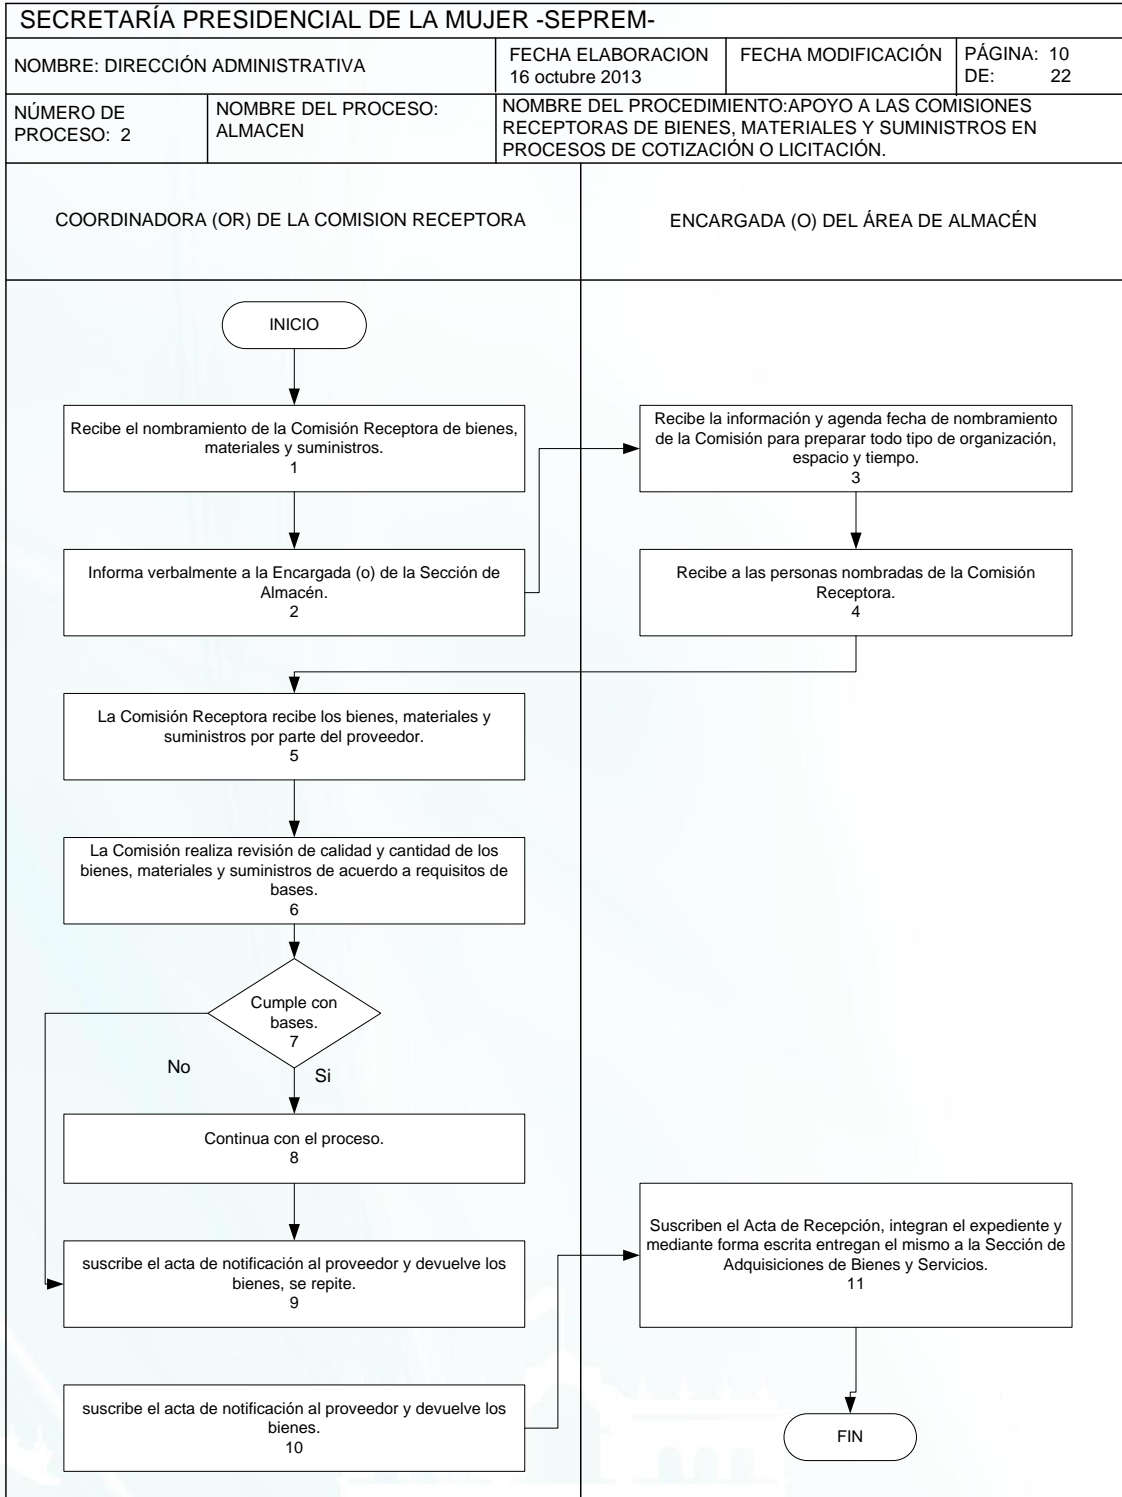 SECRETARÍA PRESIDENCIAL DE LA MUJER -SEPREM-
NOMBRE: DIRECCIÓN ADMINISTRATIVA
FECHA ELABORACION
16 octubre 2013
FECHA MODIFICACIÓN
PÁGINA: 10
DE: 22
NÚMERO DE
PROCESO: 2
NOMBRE DEL PROCESO:
ALMACEN
NOMBRE DEL PROCEDIMIENTO:APOYO A LAS COMISIONES
RECEPTORAS DE BIENES, MATERIALES Y SUMINISTROS EN
PROCESOS DE COTIZACIÓN O LICITACIÓN.
COORDINADORA (OR) DE LA COMISION RECEPTORA
ENCARGADA (O) DEL ÁREA DE ALMACÉN
INICIO
Recibe el nombramiento de la Comisión Receptora de bienes,
materiales y suministros.
1
Informa verbalmente a la Encargada (o) de la Sección de
Almacén.
2
Recibe la información y agenda fecha de nombramiento
de la Comisión para preparar todo tipo de organización,
espacio y tiempo.
3
Recibe a las personas nombradas de la Comisión
Receptora.
4
La Comisión Receptora recibe los bienes, materiales y
suministros por parte del proveedor.
5
La Comisión realiza revisión de calidad y cantidad de los
bienes, materiales y suministros de acuerdo a requisitos de
bases.
6
Cumple con
bases.
7
No
Si
Continua con el proceso.
8
suscribe el acta de notificación al proveedor y devuelve los
bienes, se repite.
9
suscribe el acta de notificación al proveedor y devuelve los
bienes.
10
Suscriben el Acta de Recepción, integran el expediente y
mediante forma escrita entregan el mismo a la Sección de
Adquisiciones de Bienes y Servicios.
11
FIN